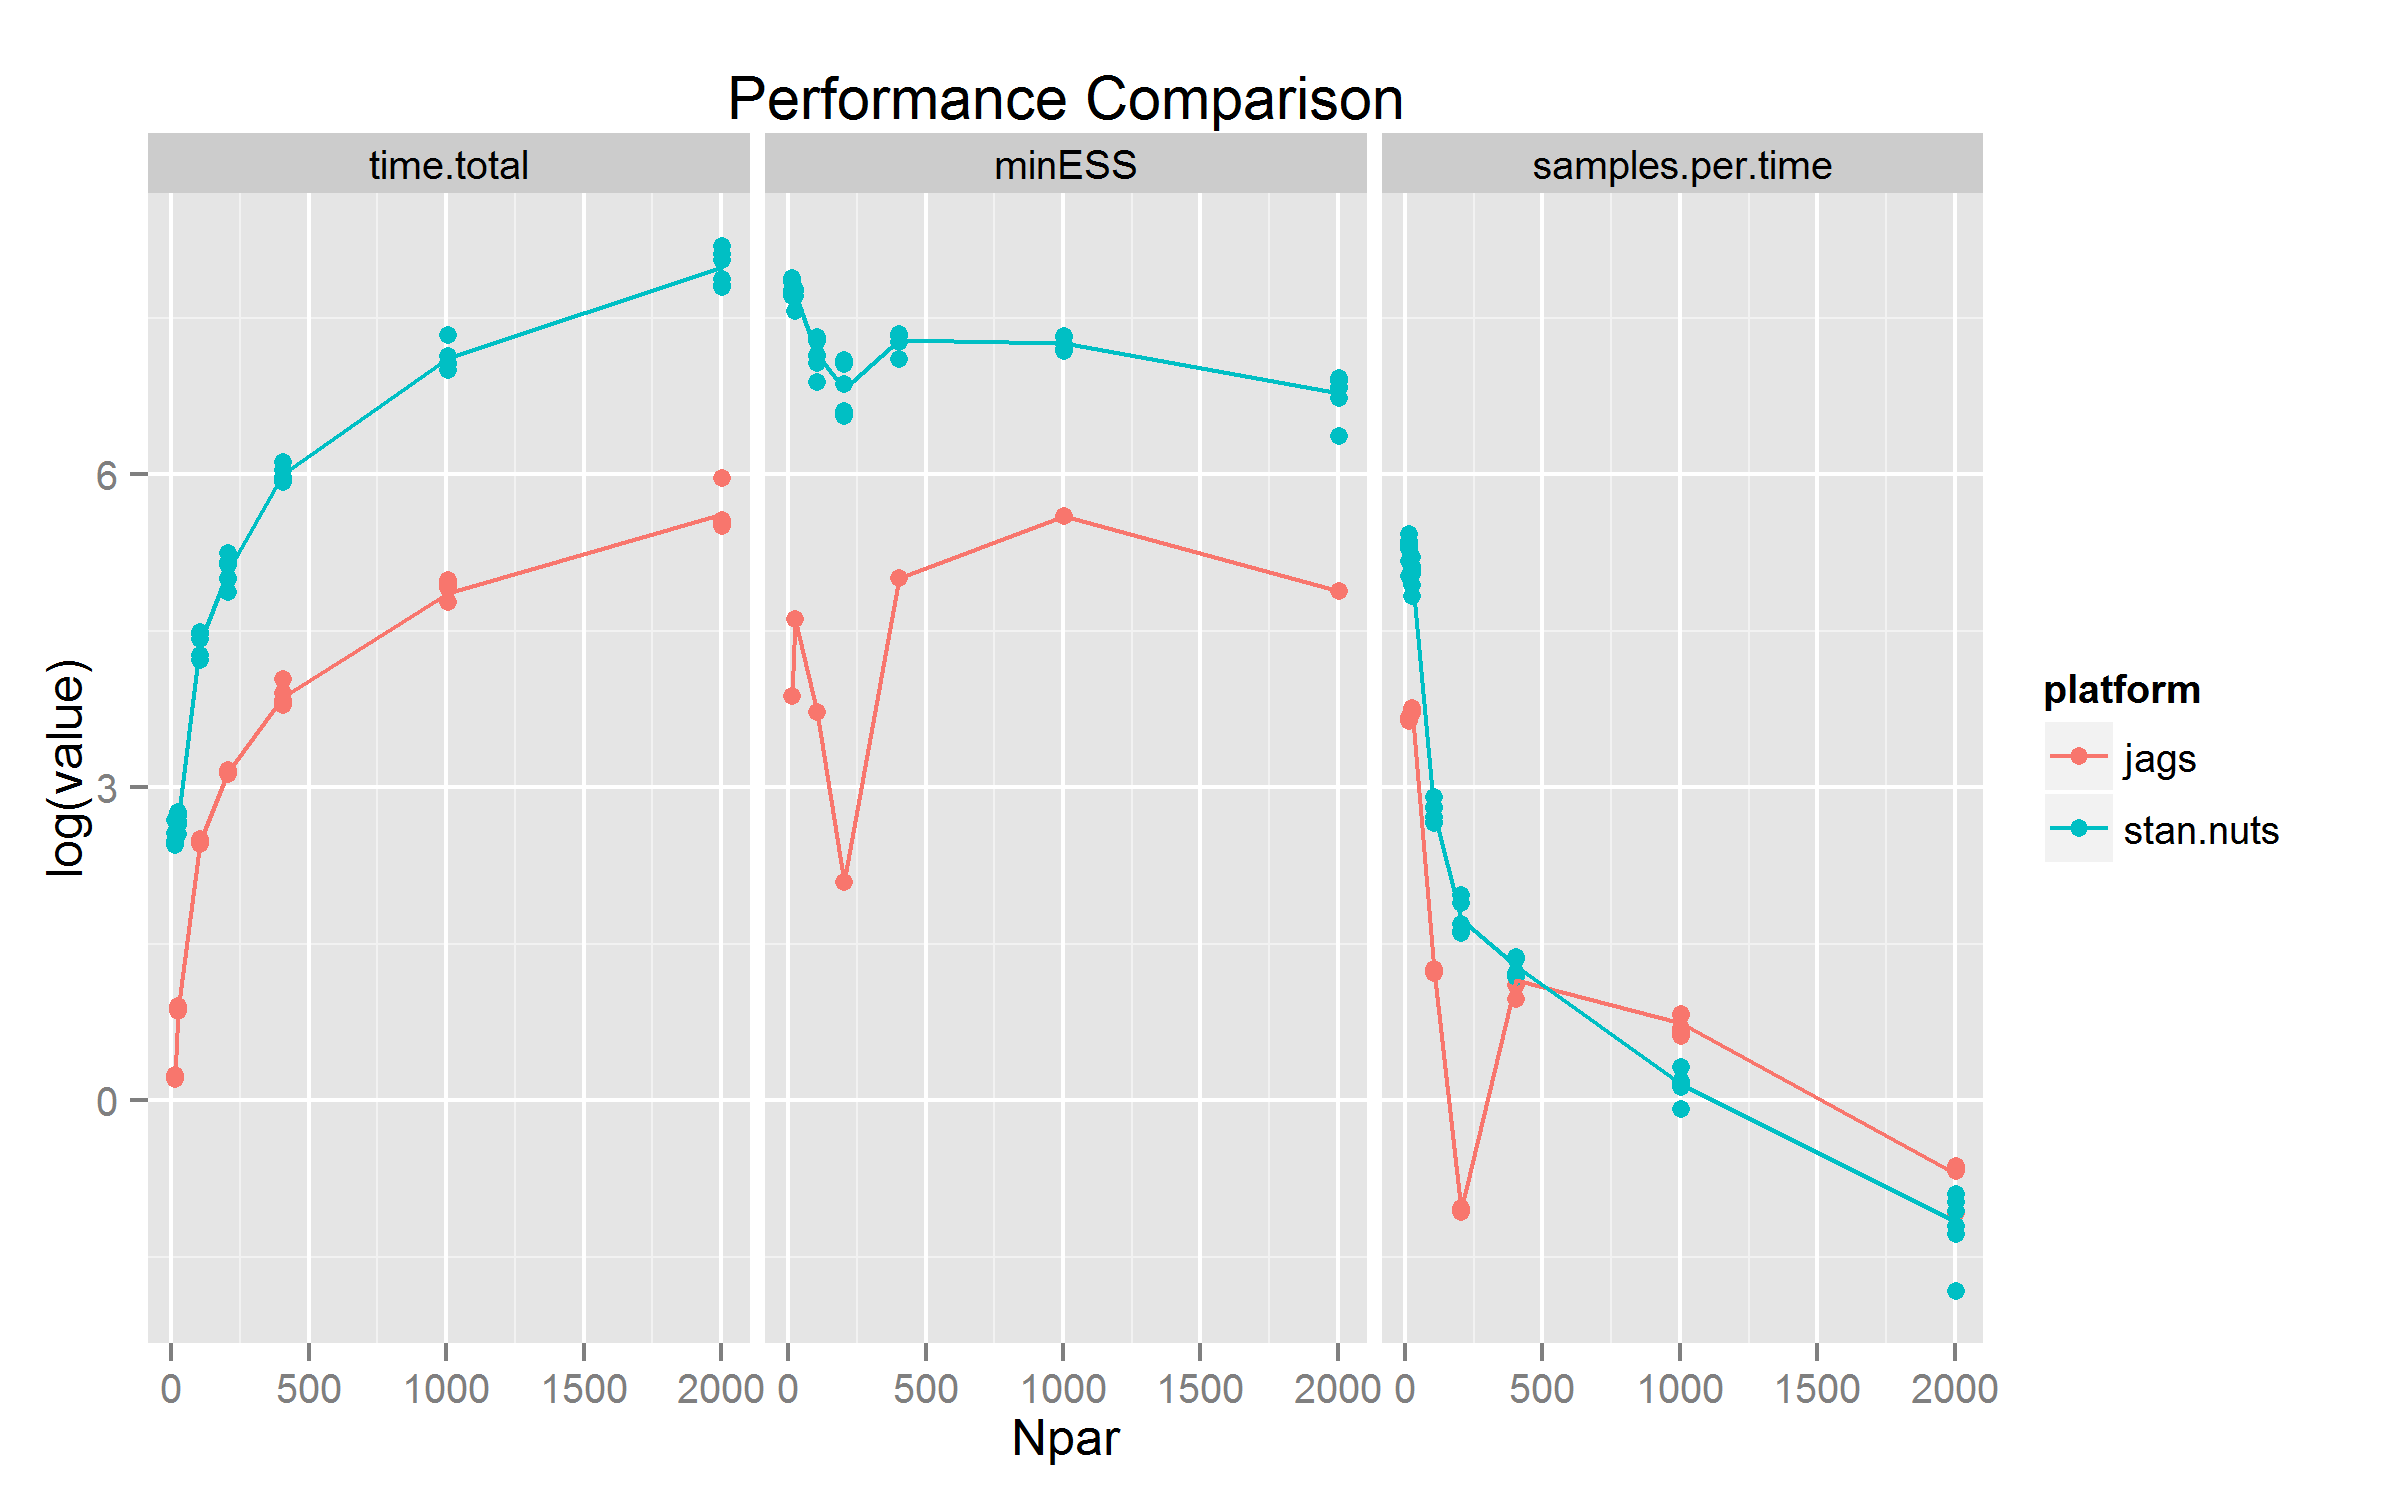 Performance Comparison
time.total minESS samples.per.time
6
3
0
log(value)
0 500 1000 1500 2000 0 500 1000 1500 2000 0 500 1000 1500 2000
Npar
platform
jags
stan.nuts